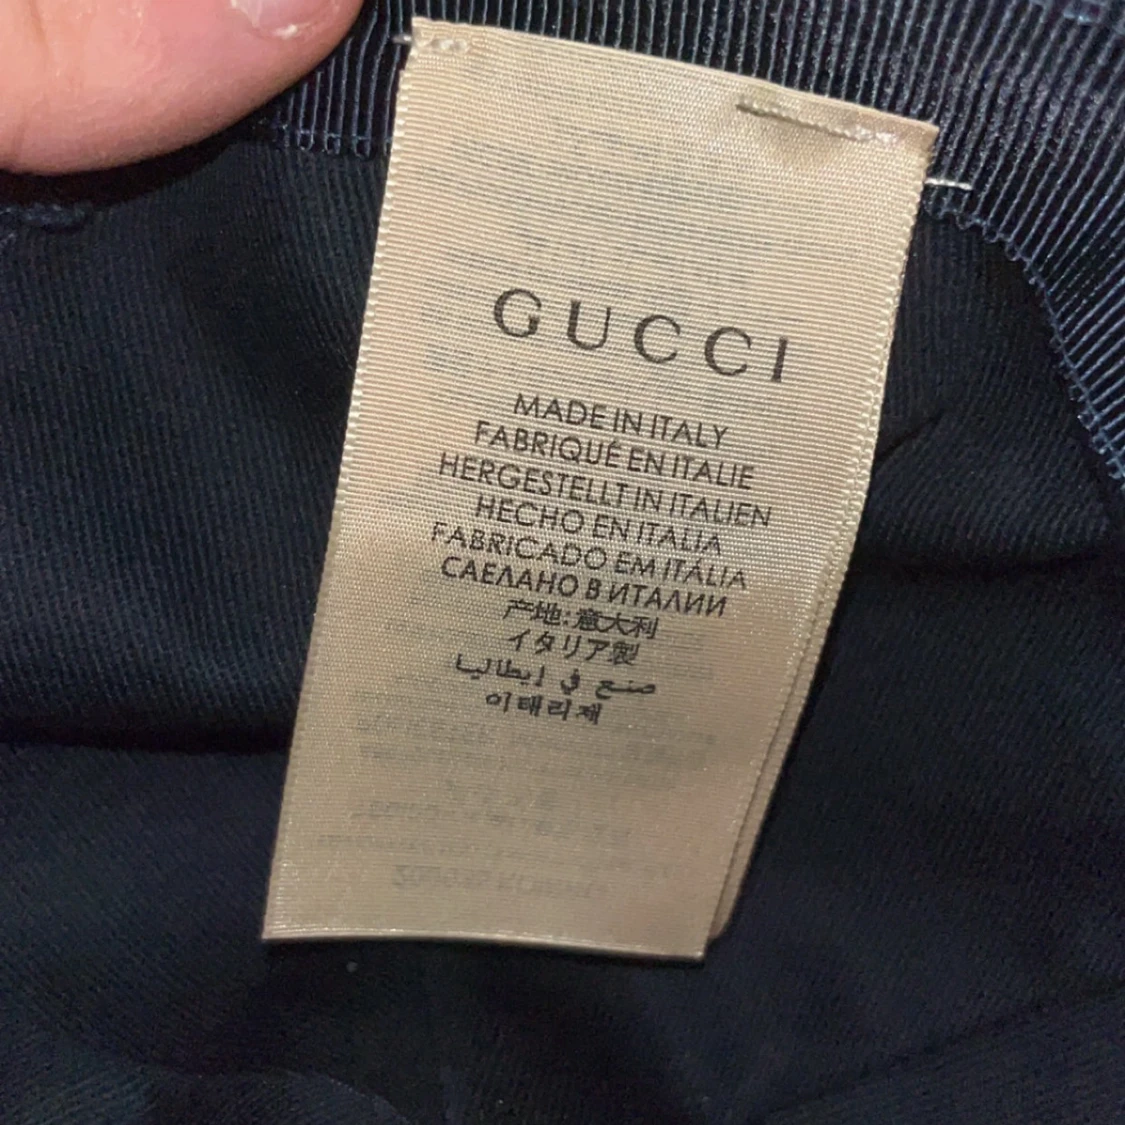 GUCCI
MADE IN ITALY
FABRIQUÉ EN ITALIE
HERGESTELLT IN ITALIEN
HECHO EN ITALIA
FABRICADO EM ITÁLIA
СДЕЛАНО В ИТАЛИИ
产地:意大利
イタリア製
صنع في إيطاليا
이태리제